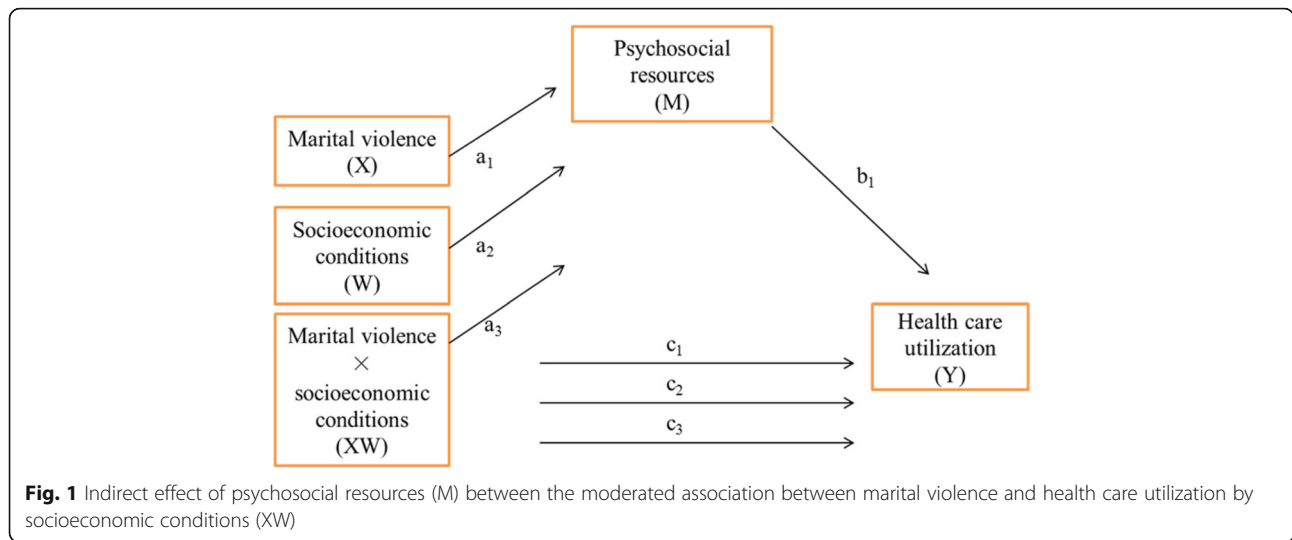 Psychosocial
resources
(M)
Marital violence
(X)
a₁
b₁
Socioeconomic
conditions
(W)
a₂
Marital violence
×
socioeconomic
conditions
(XW)
a₃
c₁
c₂
c₃
Health care
utilization
(Y)
Fig. 1 Indirect effect of psychosocial resources (M) between the moderated association between marital violence and health care utilization by
socioeconomic conditions (XW)